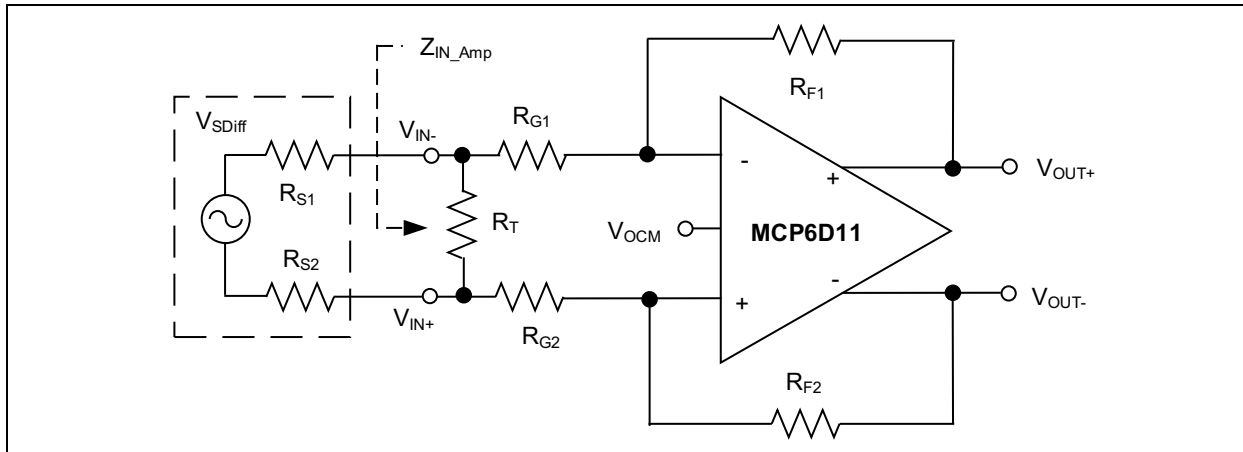 Z_IN_Amp
R_F1
V_SDiff
R_G1
V_IN-
R_S1
-
+
V_OUT+
R_T
V_OCM
MCP6D11
R_S2
+
-
V_OUT-
V_IN+
R_G2
R_F2